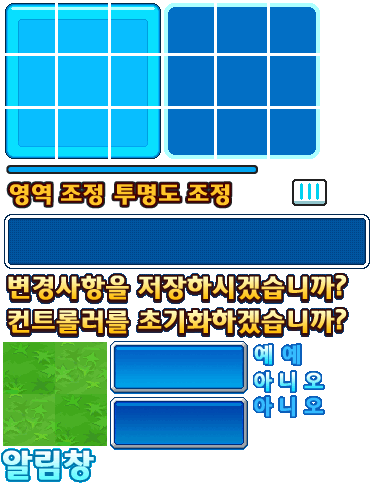 영역 조정 투명도 조정
변경사항을 저장하시겠습니까?
컨트롤러를 초기화하겠습니까?
예 예
아니오
아니오
알림창